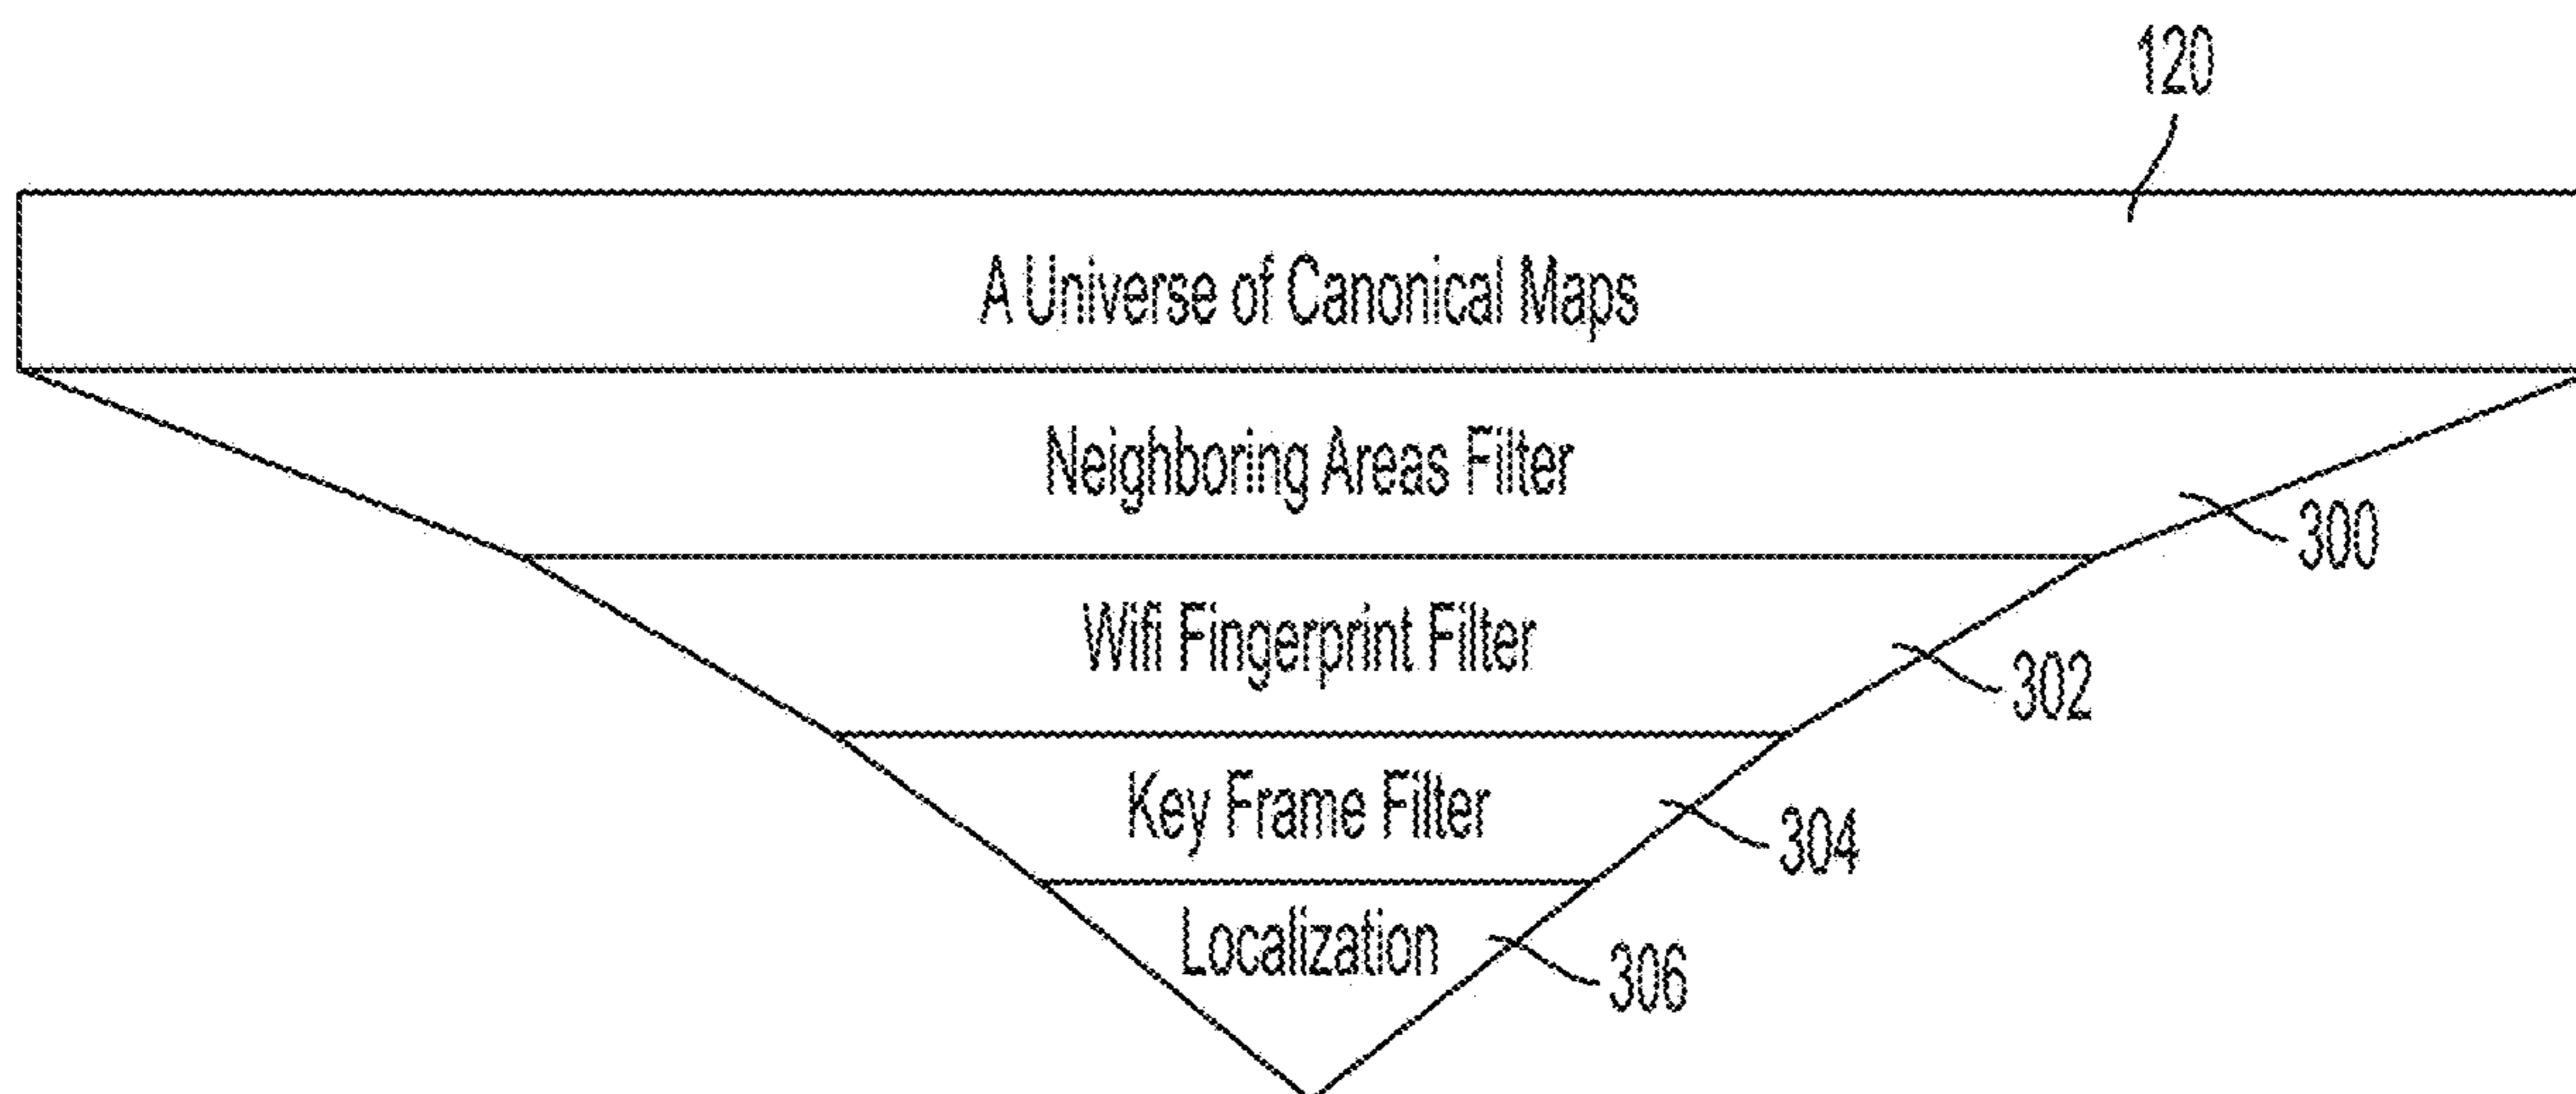 120
A Universe of Canonical Maps
Neighboring Areas Filter
300
Wifi Fingerprint Filter
302
Key Frame Filter
304
Localization
306